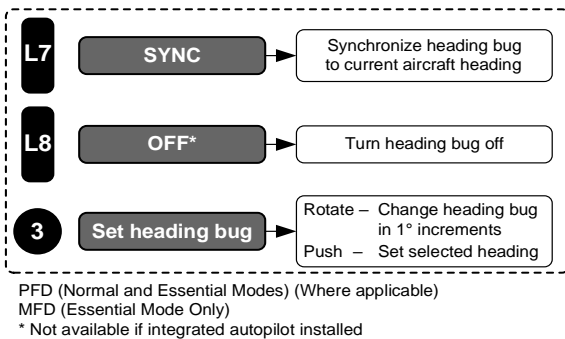 L7
SYNC
Synchronize heading bug
to current aircraft heading
L8
OFF*
Turn heading bug off
3
Set heading bug
Rotate – Change heading bug
in 1° increments
Push – Set selected heading
PFD (Normal and Essential Modes) (Where applicable)
MFD (Essential Mode Only)
* Not available if integrated autopilot installed